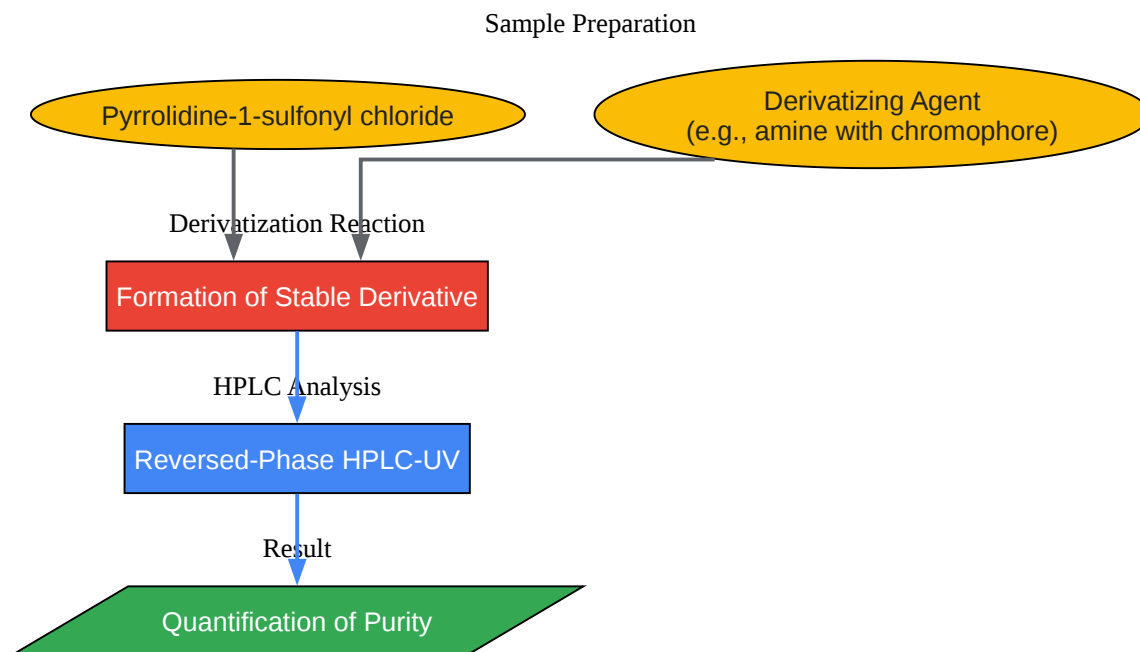 Sample Preparation
Pyrrolidine-1-sulfonyl chloride
Derivatizing Agent
(e.g., amine with chromophore)
Derivatization Reaction
Formation of Stable Derivative
HPLC Analysis
Reversed-Phase HPLC-UV
Result
Quantification of Purity